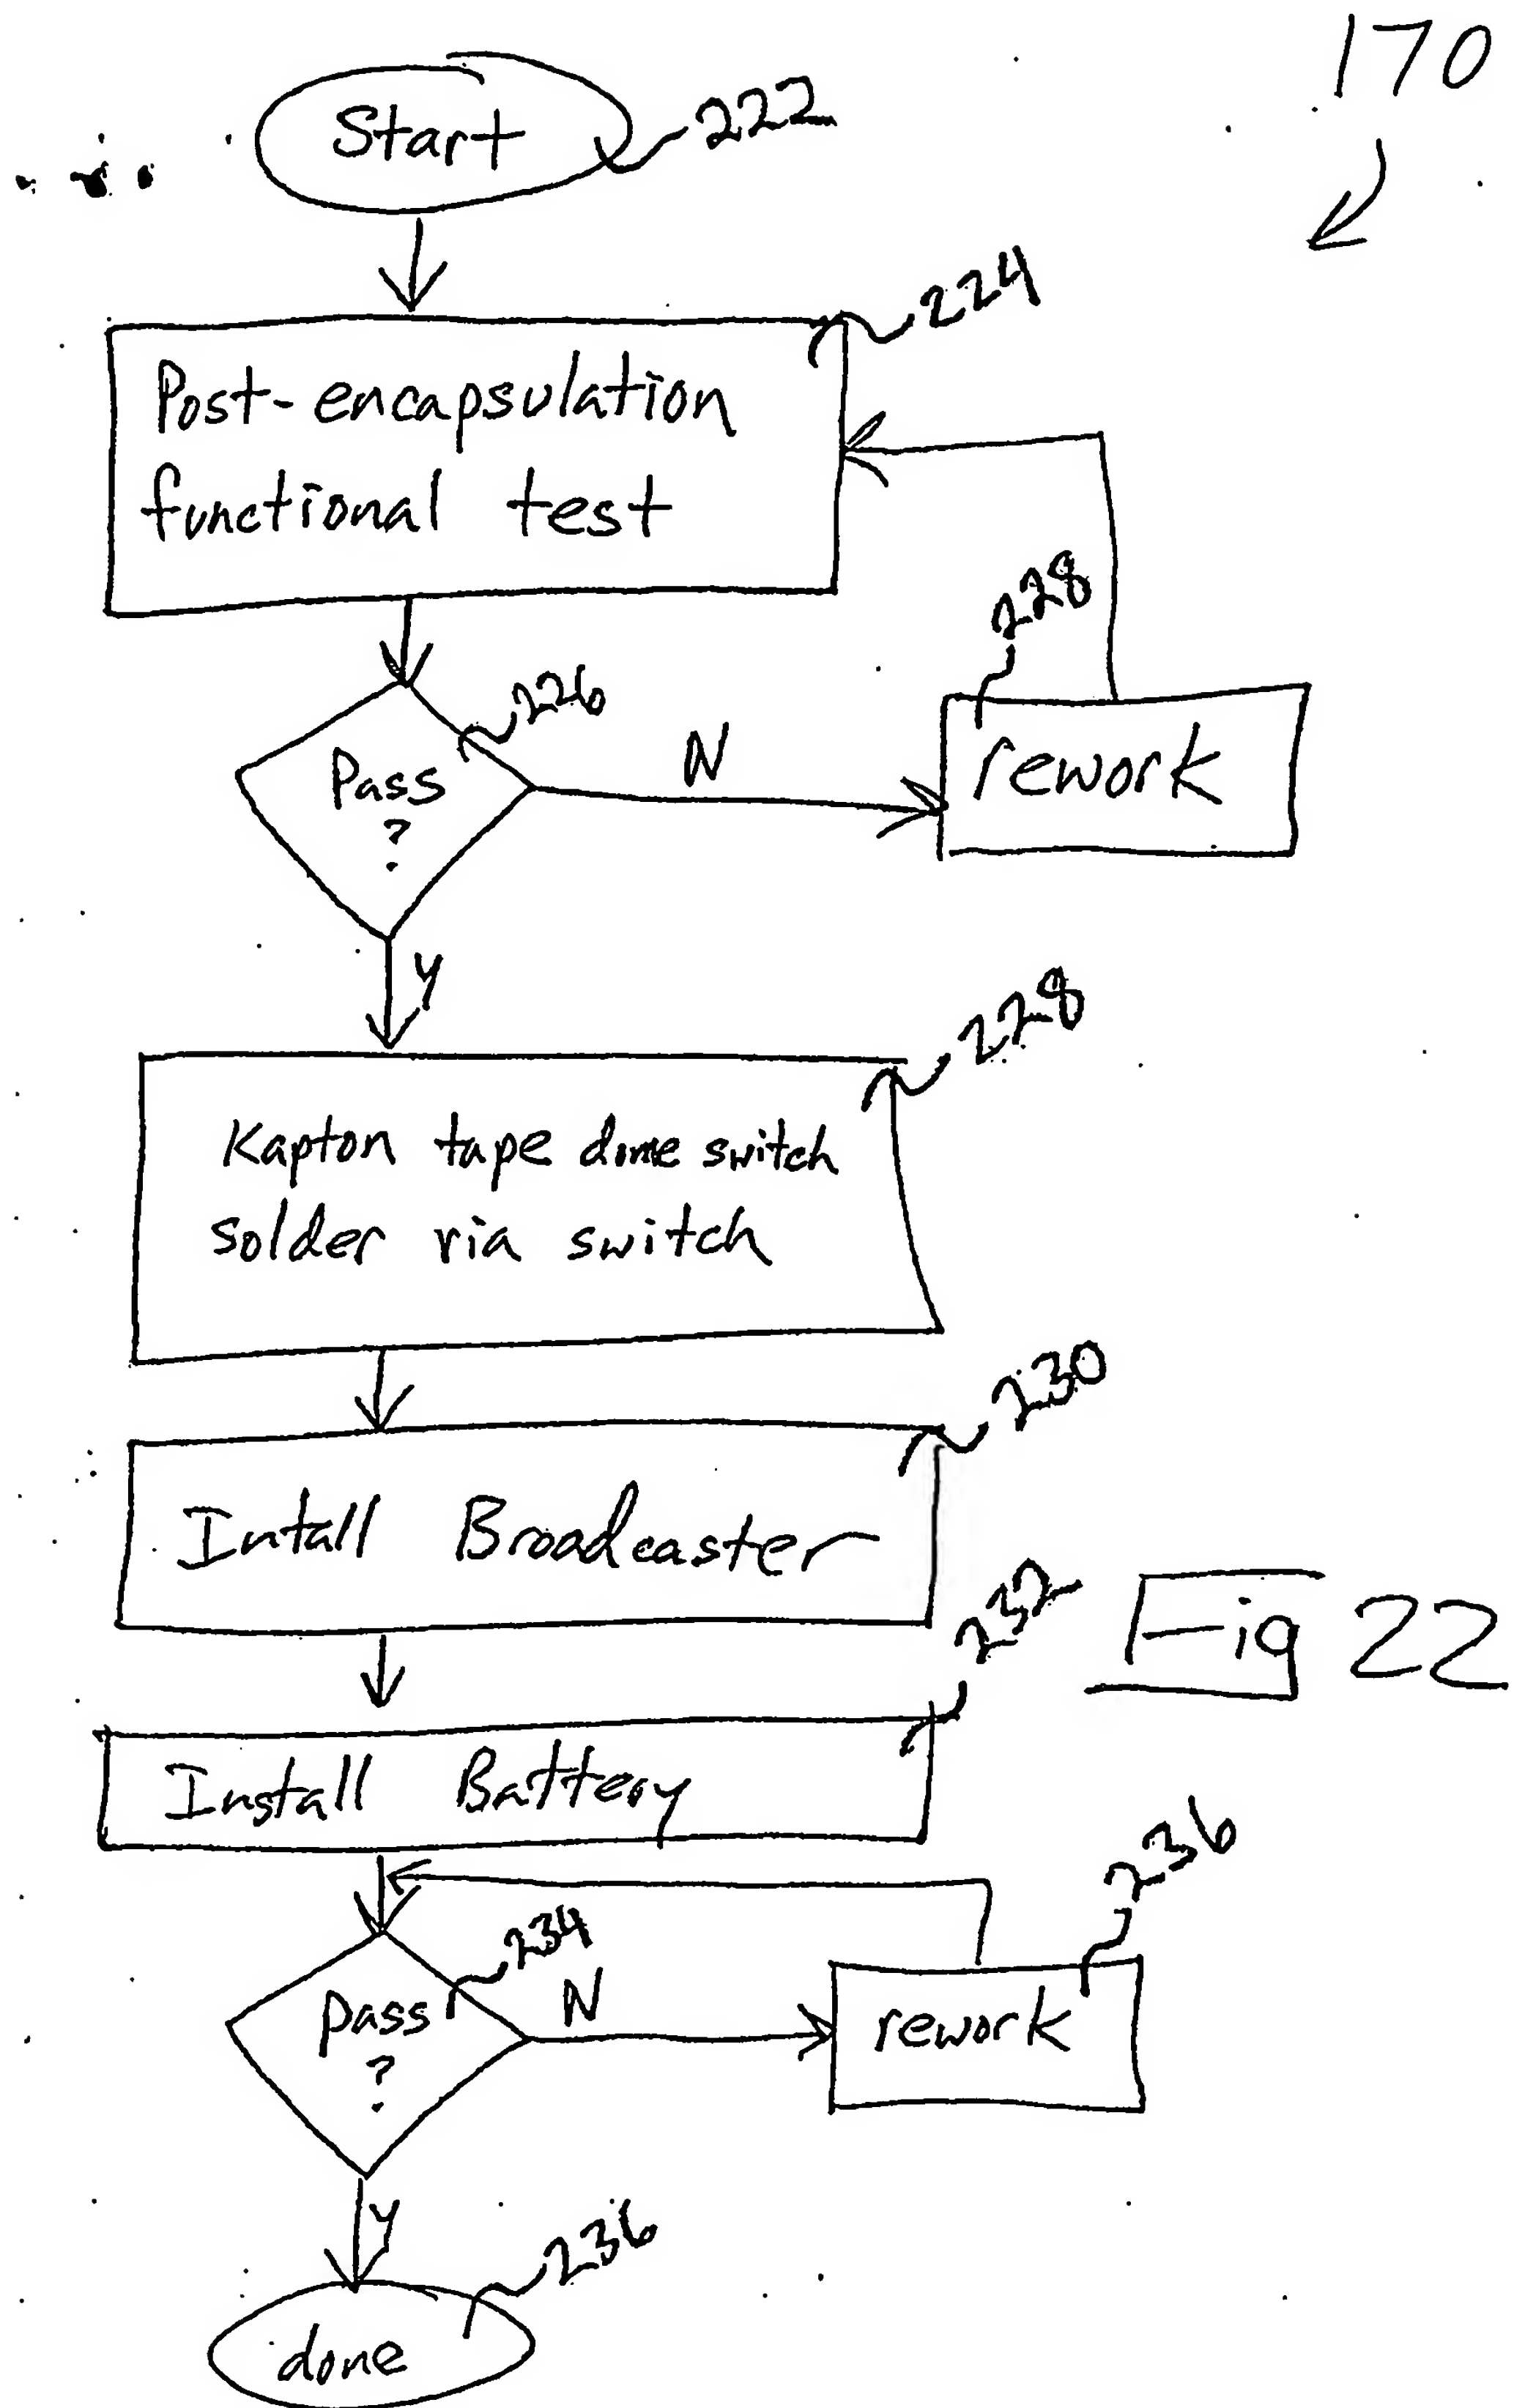 170
Start
222
224
Post-encapsulation
functional test
228
226
Pass
?
N
rework
Y
228
Kapton tape dome switch
solder via switch
230
Intall Broadcaster
232
Fig 22
Install Battery
236
234
Pass
?
N
rework
Y
236
done